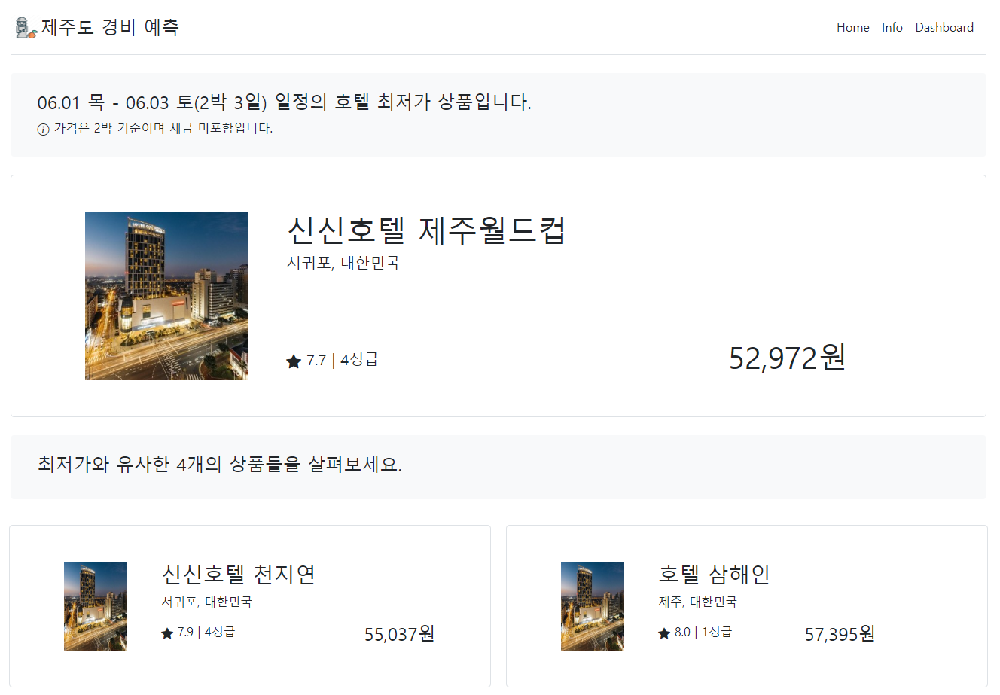 제주도 경비 예측
Home Info Dashboard
06.01 목 - 06.03 토(2박 3일) 일정의 호텔 최저가 상품입니다.
가격은 2박 기준이며 세금 미포함입니다.
신신호텔 제주월드컵
서귀포, 대한민국
7.7 | 4성급
52,972원
최저가와 유사한 4개의 상품들을 살펴보세요.
신신호텔 천지연
서귀포, 대한민국
7.9 | 4성급
55,037원
호텔 삼해인
제주, 대한민국
8.0 | 1성급
57,395원